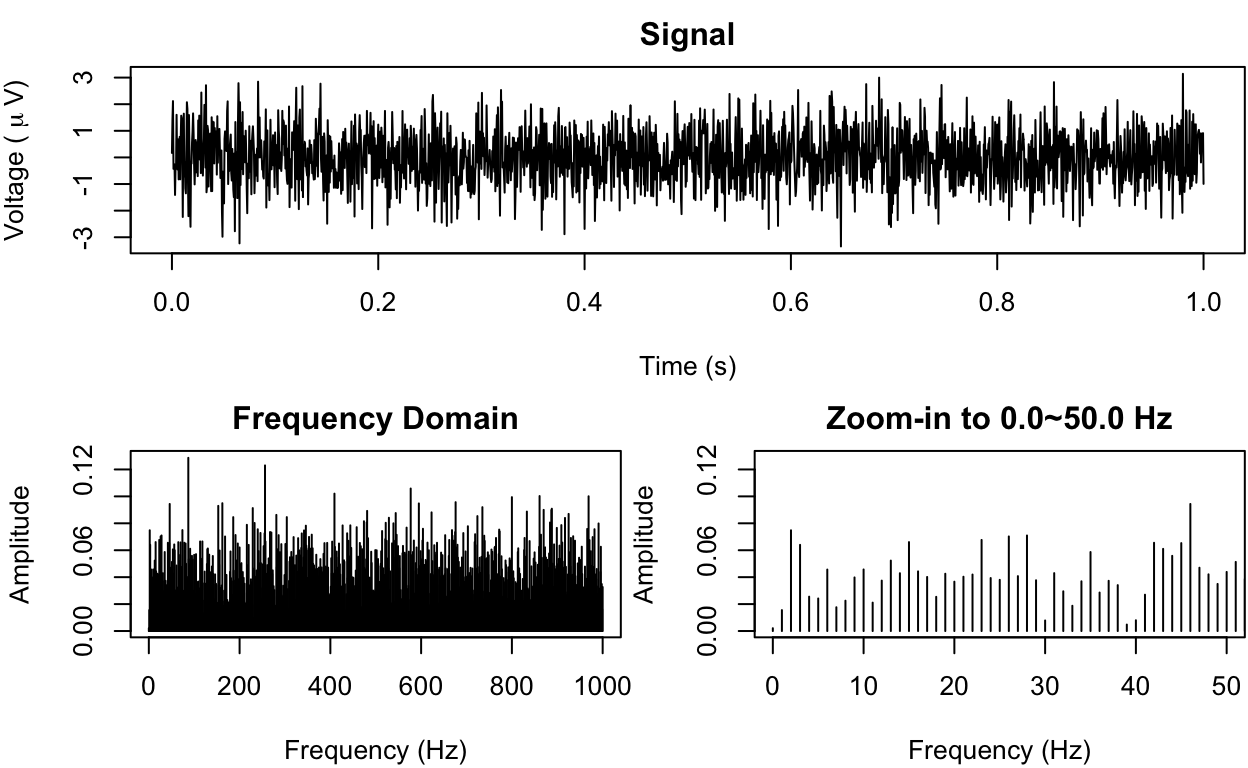 Signal
Voltage ( μ V)
3
1
-1
-3
0.0 0.2 0.4 0.6 0.8 1.0
Time (s)
Frequency Domain
Amplitude
0.12
0.06
0.00
0 200 400 600 800 1000
Frequency (Hz)
Zoom-in to 0.0~50.0 Hz
Amplitude
0.12
0.06
0.00
0 10 20 30 40 50
Frequency (Hz)